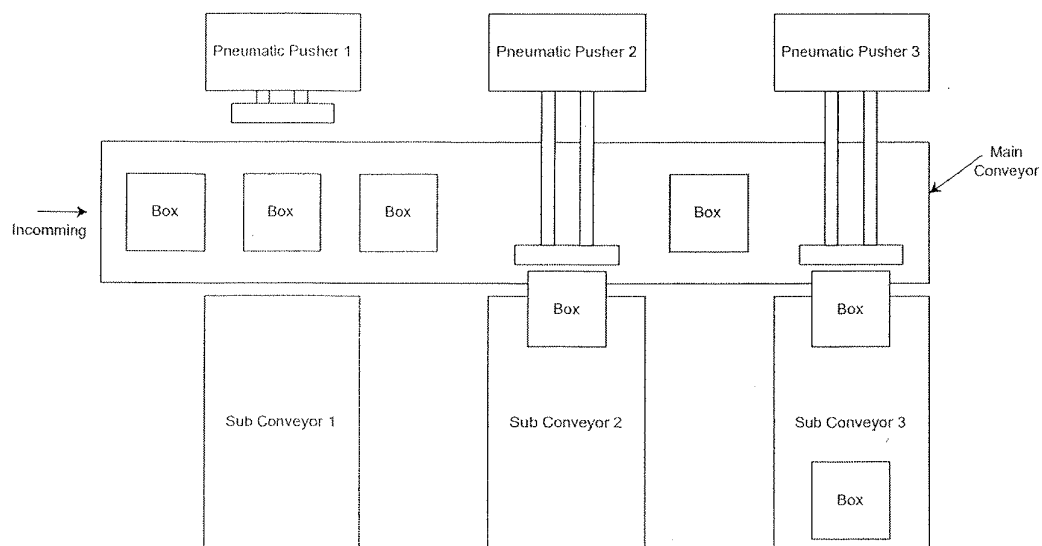 Pneumatic Pusher 1
Pneumatic Pusher 2
Pneumatic Pusher 3
Main
Conveyor
Incomming
Box
Box
Box
Box
Box
Box
Sub Conveyor 1
Sub Conveyor 2
Sub Conveyor 3
Box